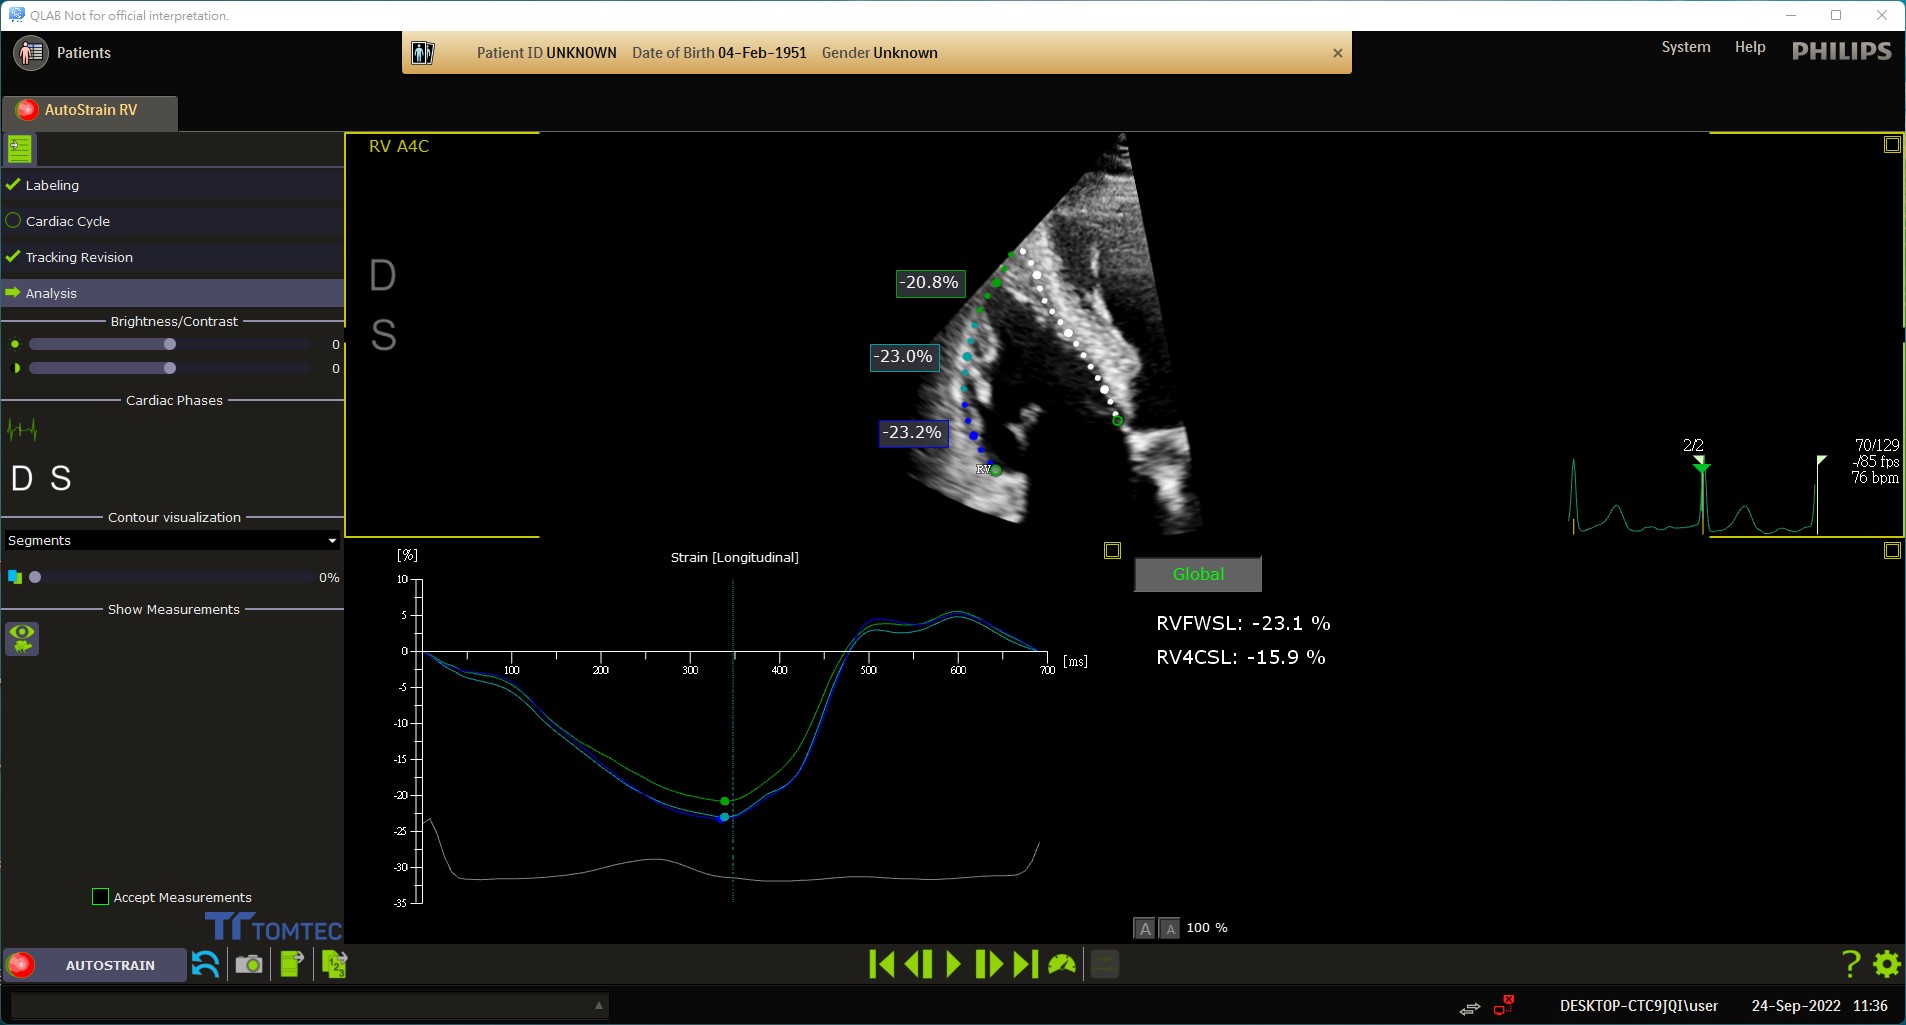 QLAB Not for official interpretation.
Patients
Patient ID UNKNOWN Date of Birth 04-Feb-1951 Gender Unknown
System Help PHILIPS
AutoStrain RV
Labeling
Cardiac Cycle
Tracking Revision
Analysis
Brightness/Contrast
0
0
Cardiac Phases
D S
Contour visualization
Segments
0%
Show Measurements
Accept Measurements
TOMTEC
RV A4C
D
S
-20.8%
-23.0%
-23.2%
RV
2/2
70/129
-/85 fps
76 bpm
[%]
Strain [Longitudinal]
10
5
0
-5
-10
-15
-20
-25
-30
-35
100 200 300 400 500 600 700 [ms]
Global
RVFWSL: -23.1 %
RV4CSL: -15.9 %
A A 100 %
AUTOSTRAIN
1 2 3
?
DESKTOP-CTC9JQI\user 24-Sep-2022 11:36